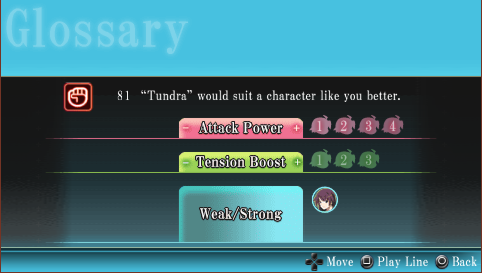 Glossary
81 “Tundra” would suit a character like you better.
− Attack Power + 1 2 3 4
− Tension Boost + 1 2 3
Weak/Strong
Move Play Line Back